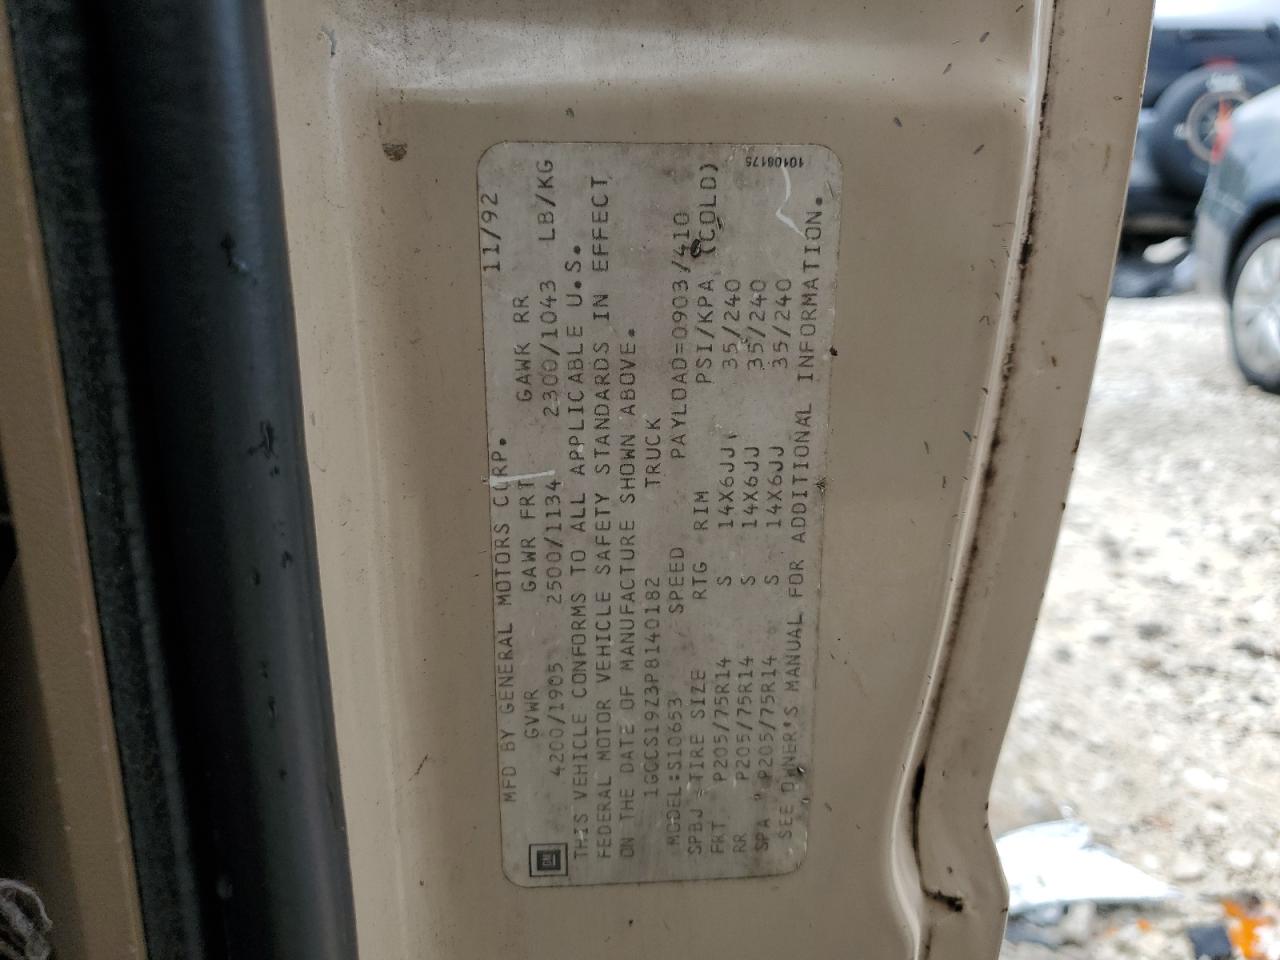 MFD BY GENERAL MOTORS CORP. 11/92
GVWR GAWR FRT GAWR RR
4200/1905 2500/1134 2300/1043 LB/KG
THIS VEHICLE CONFORMS TO ALL APPLICABLE U.S.
FEDERAL MOTOR VEHICLE SAFETY STANDARDS IN EFFECT
ON THE DATE OF MANUFACTURE SHOWN ABOVE.
1GCCS19Z3P8140182 TRUCK
MODEL:S10653 SPEED PAYLOAD=0903/410
SPBJ TIRE SIZE RTG RIM PSI/KPA (COLD)
FRT P205/75R14 S 14X6JJ 35/240
RR P205/75R14 S 14X6JJ 35/240
SPA P205/75R14 S 14X6JJ 35/240
SEE OWNER'S MANUAL FOR ADDITIONAL INFORMATION.
GM
10106175